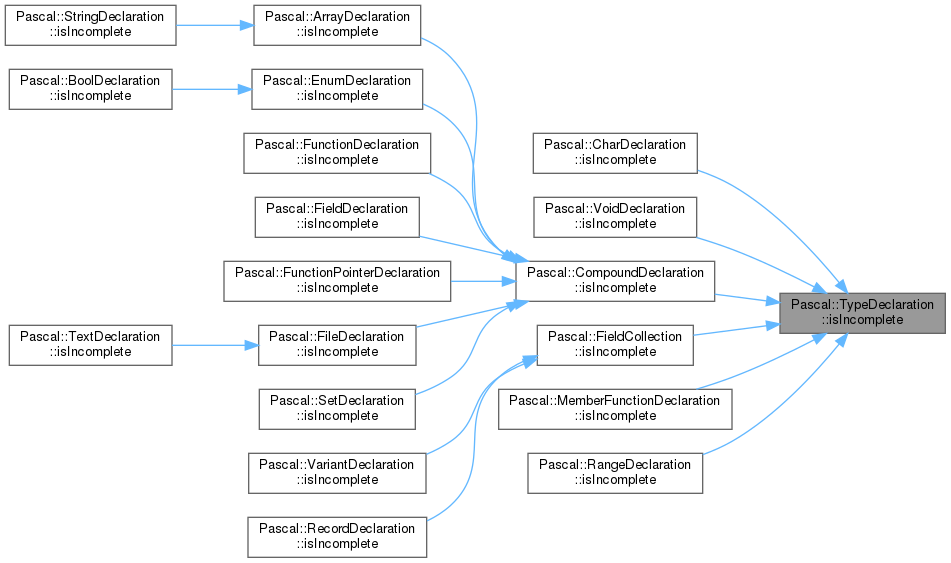 Pascal::StringDeclaration
::isIncomplete
Pascal::ArrayDeclaration
::isIncomplete
Pascal::BoolDeclaration
::isIncomplete
Pascal::EnumDeclaration
::isIncomplete
Pascal::FunctionDeclaration
::isIncomplete
Pascal::CharDeclaration
::isIncomplete
Pascal::FieldDeclaration
::isIncomplete
Pascal::VoidDeclaration
::isIncomplete
Pascal::FunctionPointerDeclaration
::isIncomplete
Pascal::CompoundDeclaration
::isIncomplete
Pascal::TypeDeclaration
::isIncomplete
Pascal::TextDeclaration
::isIncomplete
Pascal::FileDeclaration
::isIncomplete
Pascal::FieldCollection
::isIncomplete
Pascal::SetDeclaration
::isIncomplete
Pascal::MemberFunctionDeclaration
::isIncomplete
Pascal::VariantDeclaration
::isIncomplete
Pascal::RangeDeclaration
::isIncomplete
Pascal::RecordDeclaration
::isIncomplete